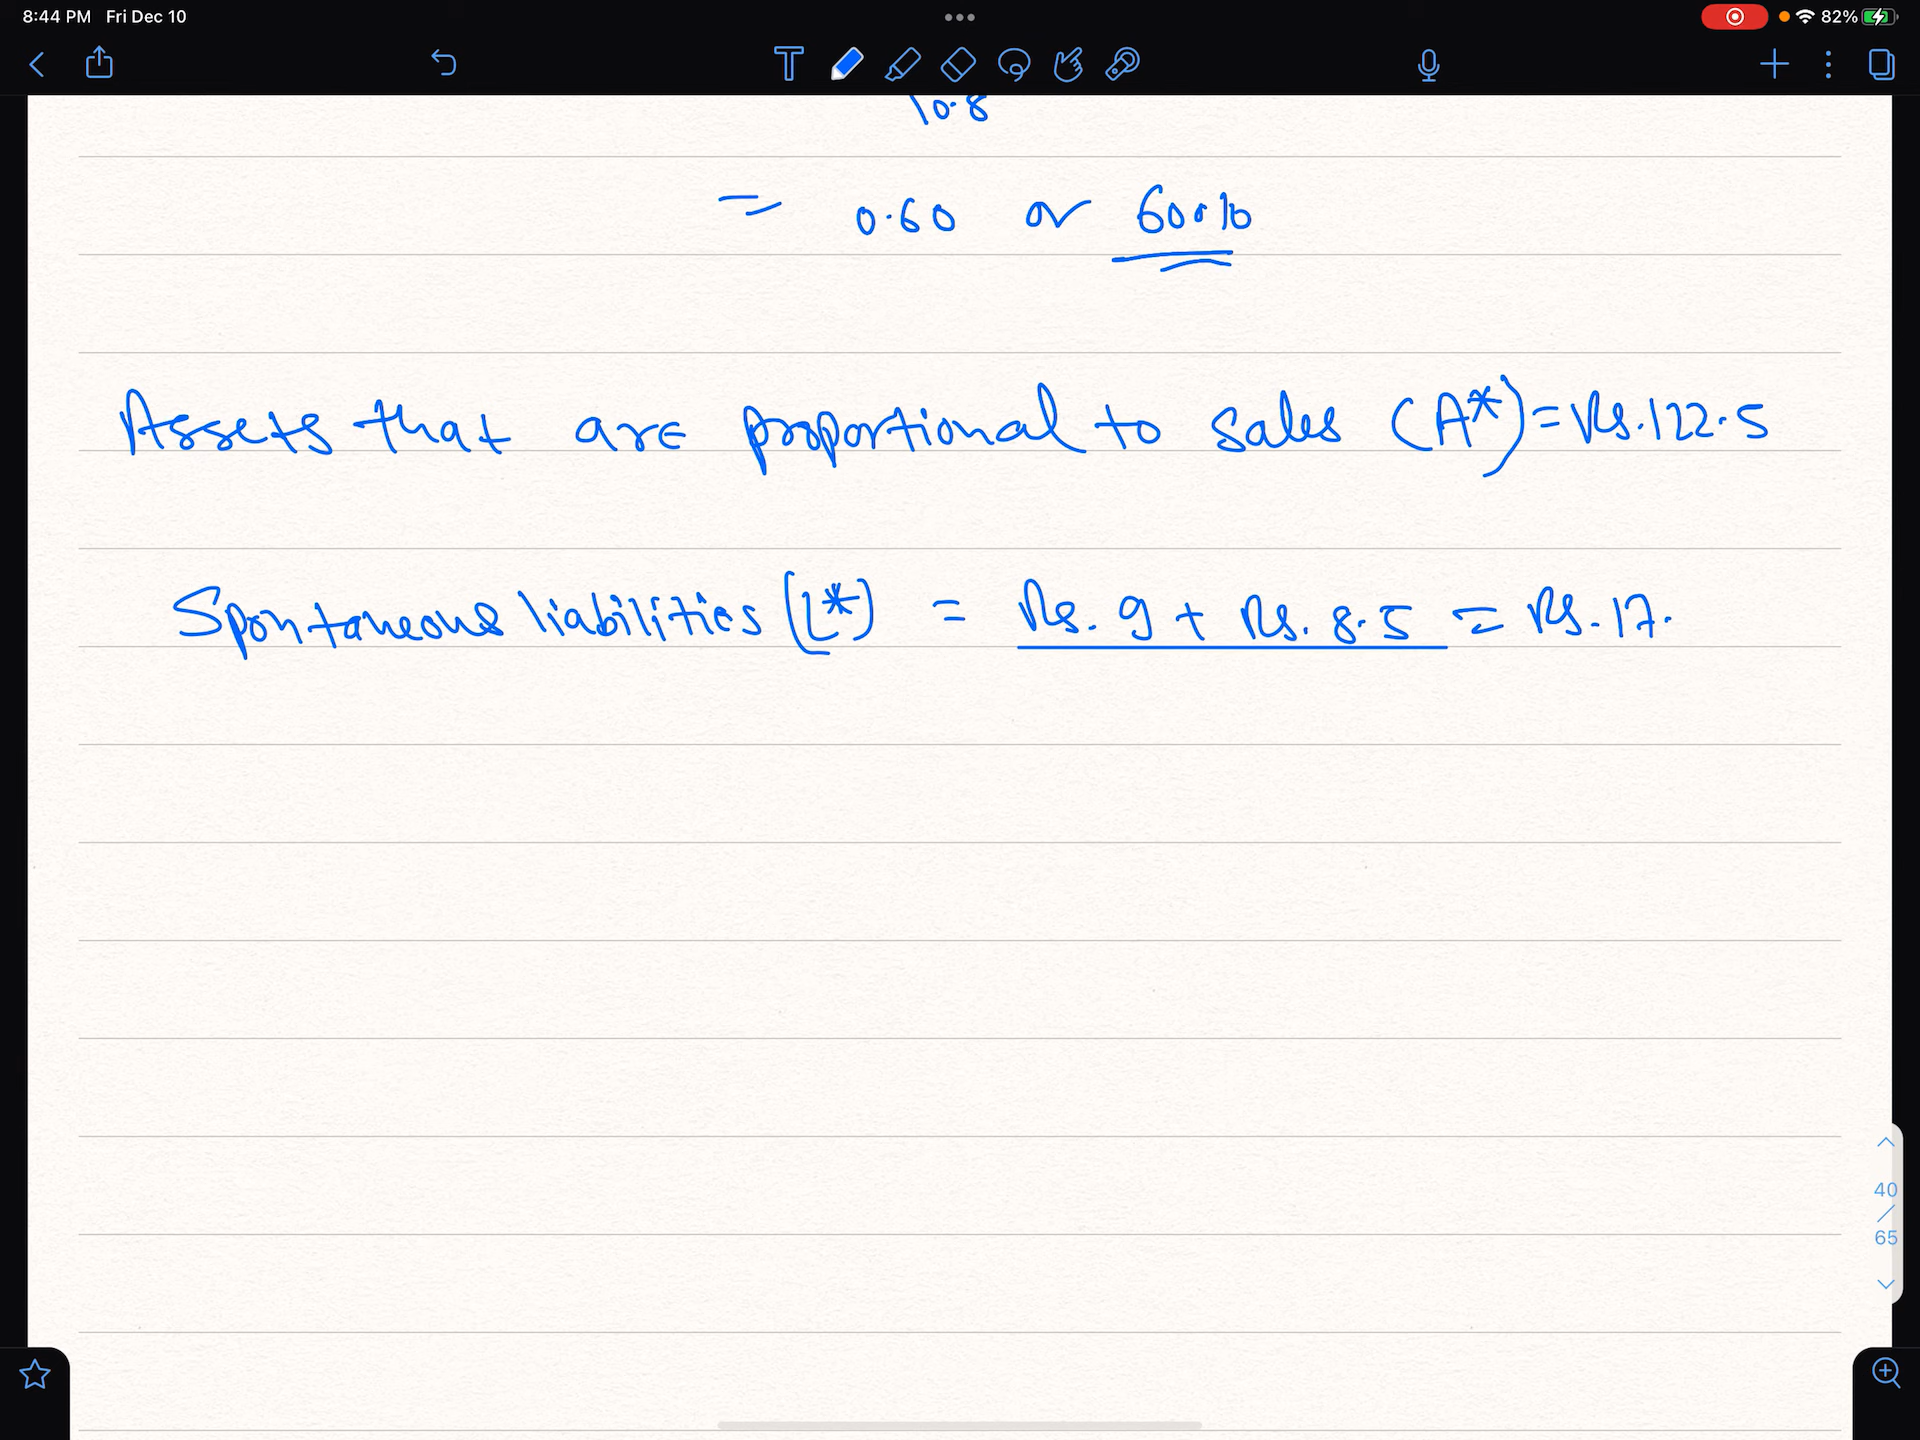 8:44 PM Fri Dec 10
82%
10.8
= 0.60 or 60%
Assets that are proportional to sales (A*) = Rs. 122.5
Spontaneous liabilities (L*) = Rs. 9 + Rs. 8.5 = Rs. 17.
40
/
65